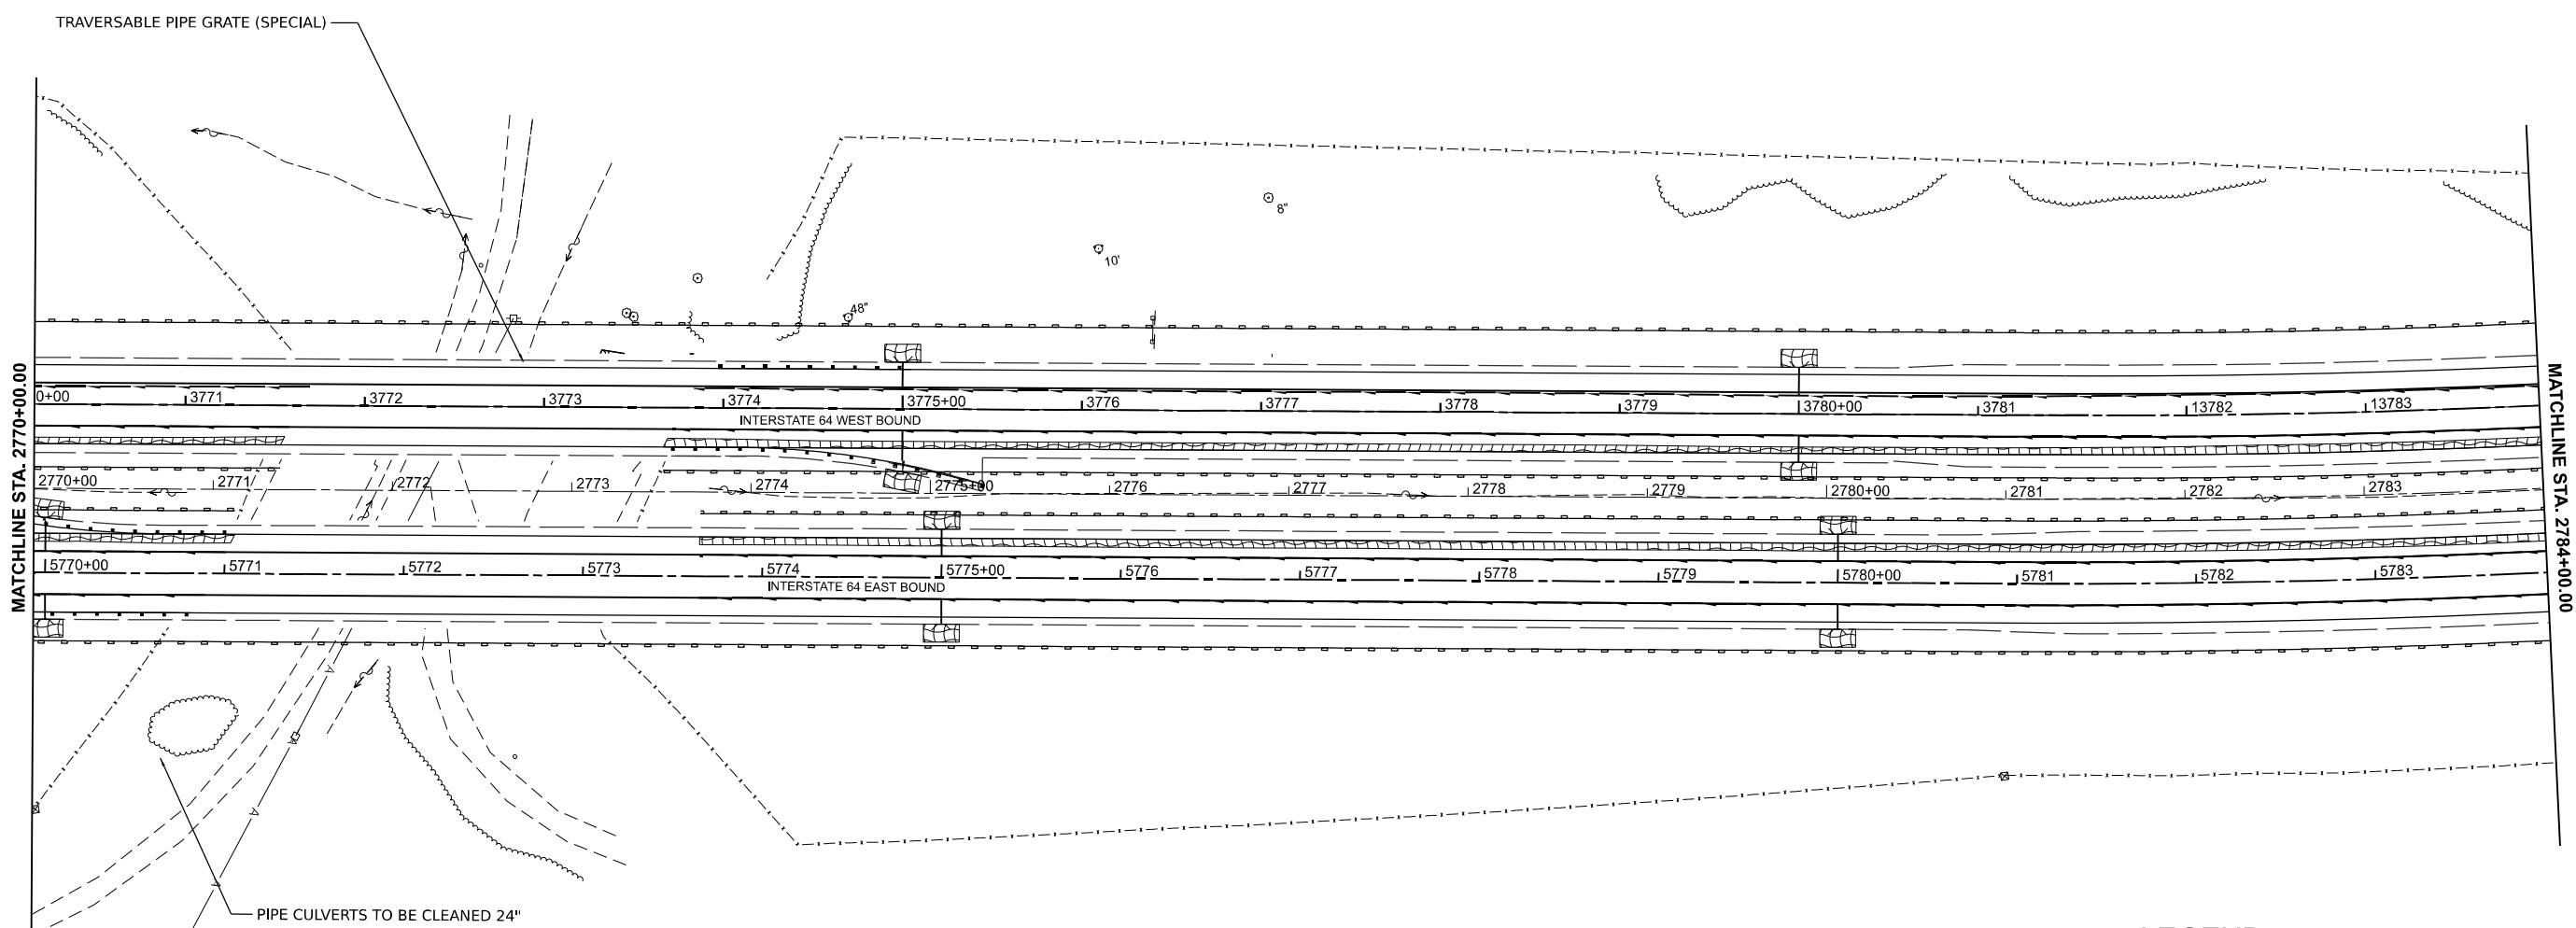 TRAVERSABLE PIPE GRATE (SPECIAL)
8"
10'
48"
MATCHLINE STA. 2770+00.00
MATCHLINE STA. 2784+00.00
0+00 3771 3772 3773 3774 3775+00 3776 3777 3778 3779 3780+00 3781 13782 13783
INTERSTATE 64 WEST BOUND
2770+00 2771 2772 2773 2774 2775+00 2776 2777 2778 2779 2780+00 2781 2782 2783
5770+00 5771 5772 5773 5774 5775+00 5776 5777 5778 5779 5780+00 5781 5782 5783
INTERSTATE 64 EAST BOUND
PIPE CULVERTS TO BE CLEANED 24"